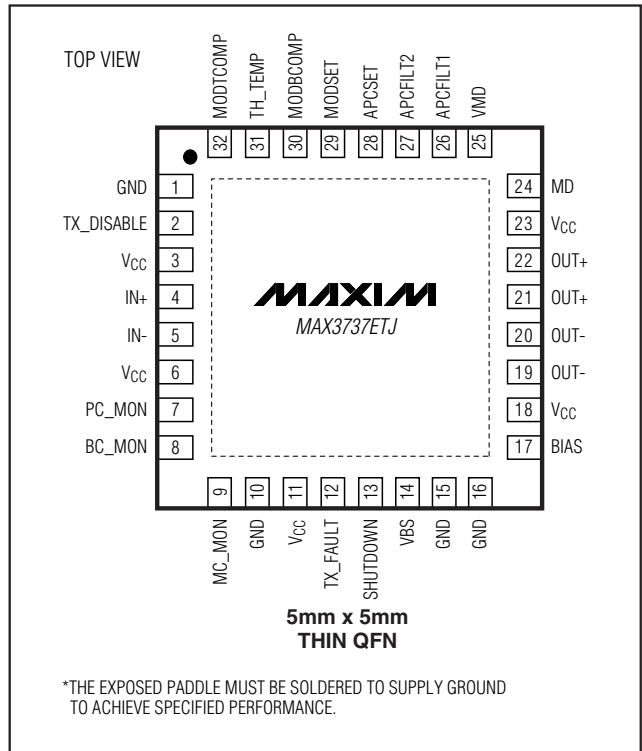 TOP VIEW
MODTCOMP
TH_TEMP
MODBCOMP
MODSET
APCSET
APCFILT2
APCFILT1
VMD
32
31
30
29
28
27
26
25
GND 1
TX_DISABLE 2
VCC 3
IN+ 4
IN- 5
VCC 6
PC_MON 7
BC_MON 8
MAXIM
MAX3737ETJ
24 MD
23 VCC
22 OUT+
21 OUT+
20 OUT-
19 OUT-
18 VCC
17 BIAS
9
10
11
12
13
14
15
16
MC_MON
GND
VCC
TX_FAULT
SHUTDOWN
VBS
GND
GND
5mm x 5mm
THIN QFN
*THE EXPOSED PADDLE MUST BE SOLDERED TO SUPPLY GROUND
TO ACHIEVE SPECIFIED PERFORMANCE.